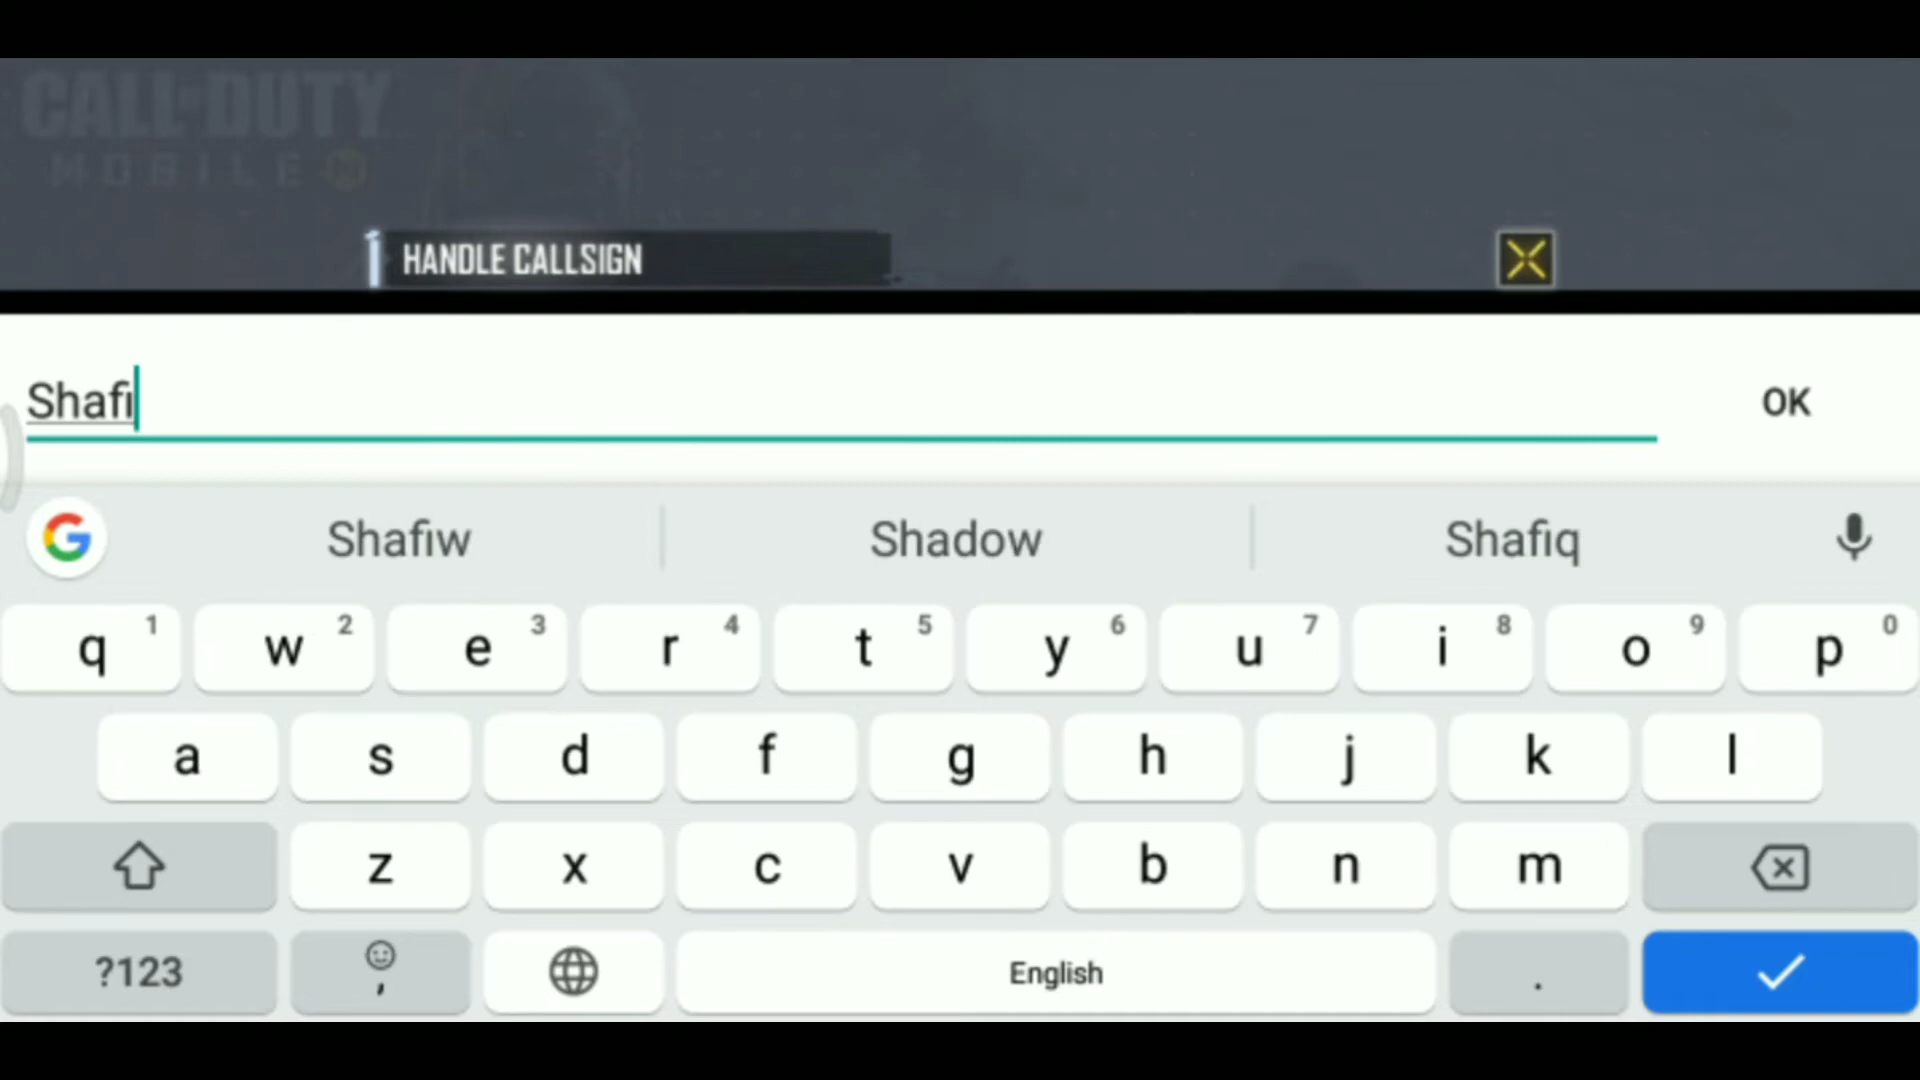 CALL OF DUTY
MOBILE
HANDLE CALLSIGN
Shafi
OK
Shafiw Shadow Shafiq
q 1 w 2 e 3 r 4 t 5 y 6 u 7 i 8 o 9 p 0
a s d f g h j k l
z x c v b n m
?123 , English .